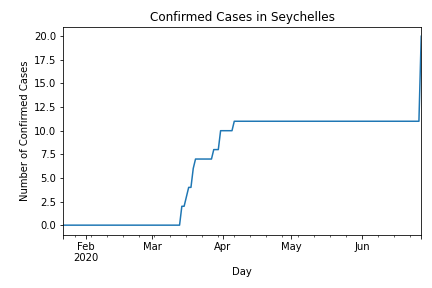 Confirmed Cases in Seychelles
20.0
17.5
15.0
12.5
10.0
7.5
5.0
2.5
0.0
Number of Confirmed Cases
Feb Mar Apr May Jun
2020
Day